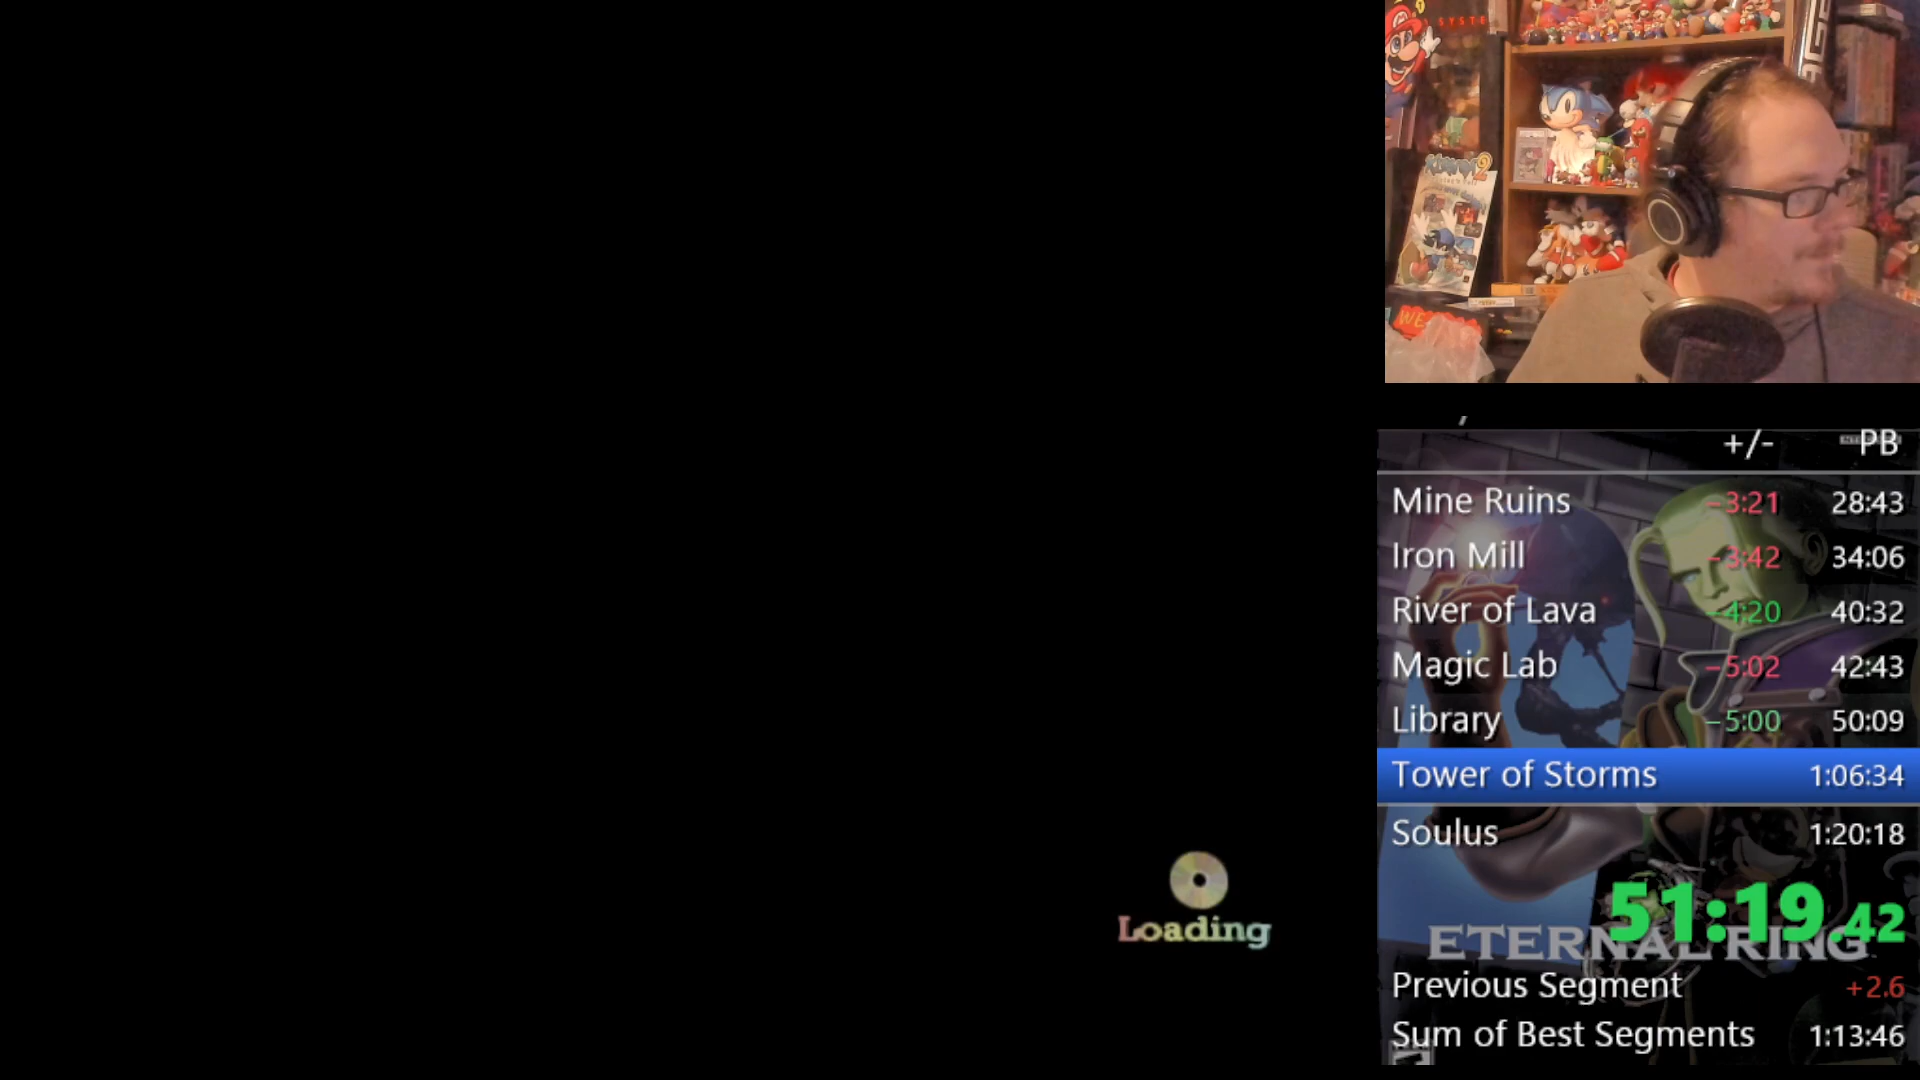 SYSTE
2
WE
+/- PB
Mine Ruins -3:21 28:43
Iron Mill -3:42 34:06
River of Lava -4:20 40:32
Magic Lab -5:02 42:43
Library -5:00 50:09
Tower of Storms 1:06:34
Soulus 1:20:18
51:19.42
ETERNAL RING
Loading
Previous Segment +2.6
Sum of Best Segments 1:13:46